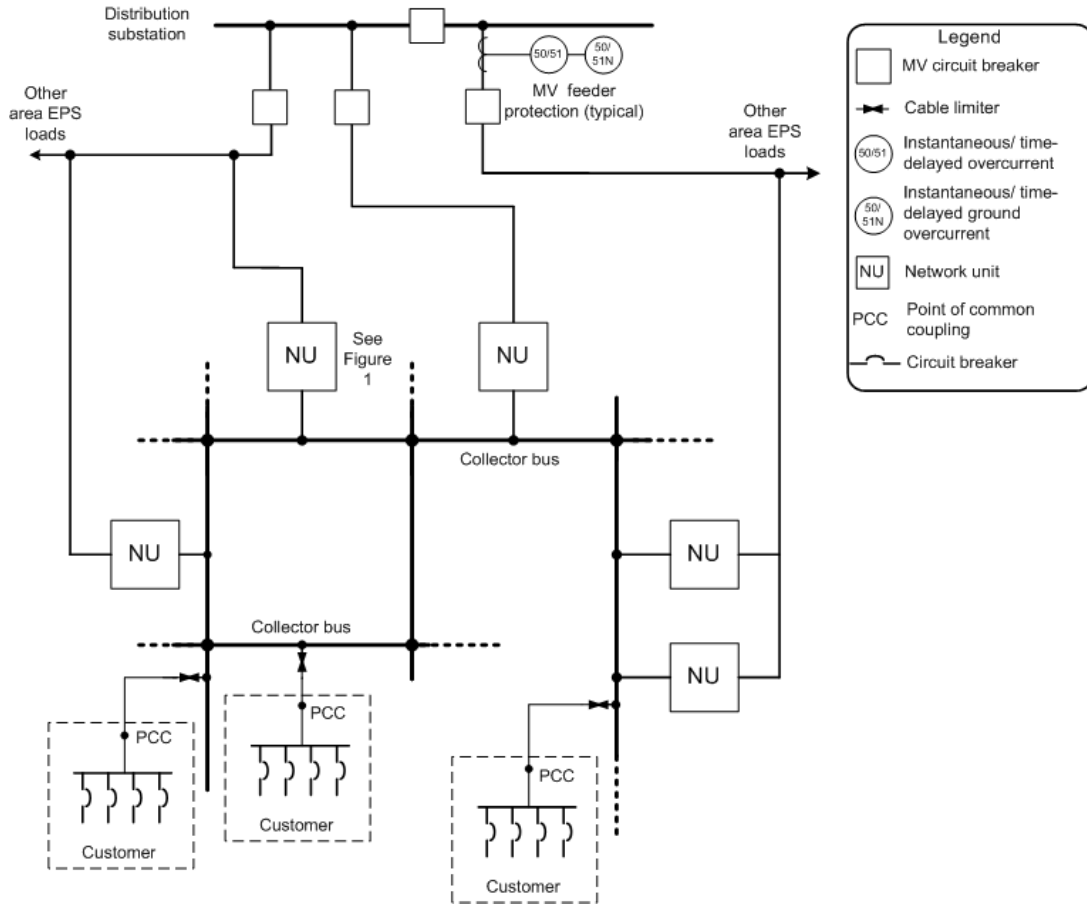 Distribution
substation
50/51
50/
51N
MV feeder
protection (typical)
Other
area EPS
loads
Other
area EPS
loads
Legend
MV circuit breaker
Cable limiter
50/51
Instantaneous/ time-
delayed overcurrent
50/
51N
Instantaneous/ time-
delayed ground
overcurrent
NU
Network unit
PCC
Point of common
coupling
Circuit breaker
NU
See
Figure
1
NU
Collector bus
NU
NU
Collector bus
NU
PCC
Customer
PCC
Customer
PCC
Customer